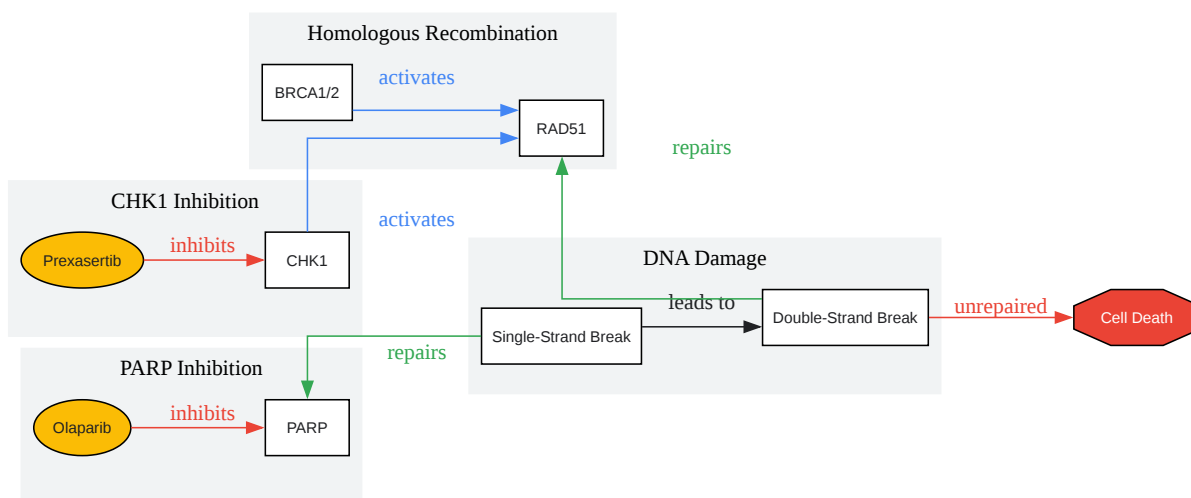 Homologous Recombination
BRCA1/2
activates
RAD51
repairs
CHK1 Inhibition
Prexasertib
inhibits
CHK1
activates
DNA Damage
leads to
Single-Strand Break
Double-Strand Break
unrepaired
Cell Death
repairs
PARP Inhibition
Olaparib
inhibits
PARP